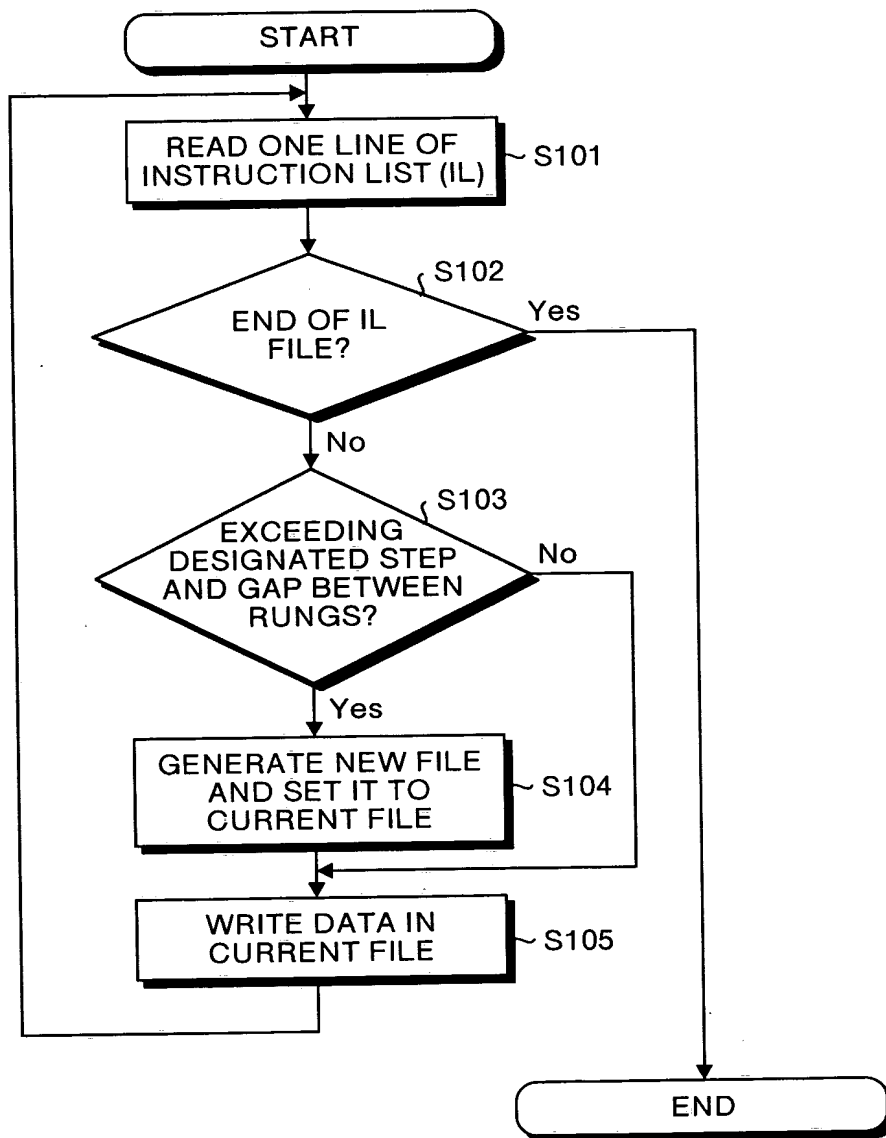 START
READ ONE LINE OF
INSTRUCTION LIST (IL)
S101
S102
END OF IL
FILE?
Yes
No
S103
EXCEEDING
DESIGNATED STEP
AND GAP BETWEEN
RUNGS?
No
Yes
GENERATE NEW FILE
AND SET IT TO
CURRENT FILE
S104
WRITE DATA IN
CURRENT FILE
S105
END